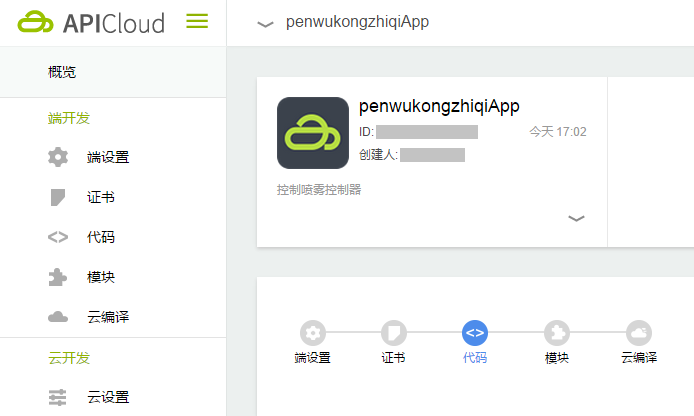 APICloud
penwukongzhiqiApp
概览
端开发
端设置
证书
代码
模块
云编译
云开发
云设置
penwukongzhiqiApp
ID:
今天 17:02
创建人:
控制喷雾控制器
端设置
证书
代码
模块
云编译